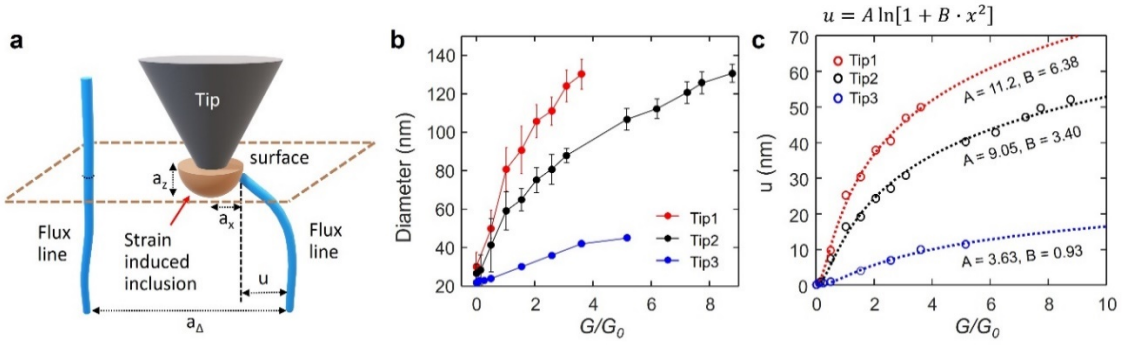 a
Tip
surface
a_z
a_x
Flux
line
Strain
induced
inclusion
u
Flux
line
a_Δ
b
Diameter (nm)
140
120
100
80
60
40
20
0 2 4 6 8
G/G_0
Tip1
Tip2
Tip3
u = A ln[1 + B · x²]
c
u (nm)
70
60
50
40
30
20
10
0
0 2 4 6 8 10
G/G_0
Tip1
Tip2
Tip3
A = 11.2, B = 6.38
A = 9.05, B = 3.40
A = 3.63, B = 0.93